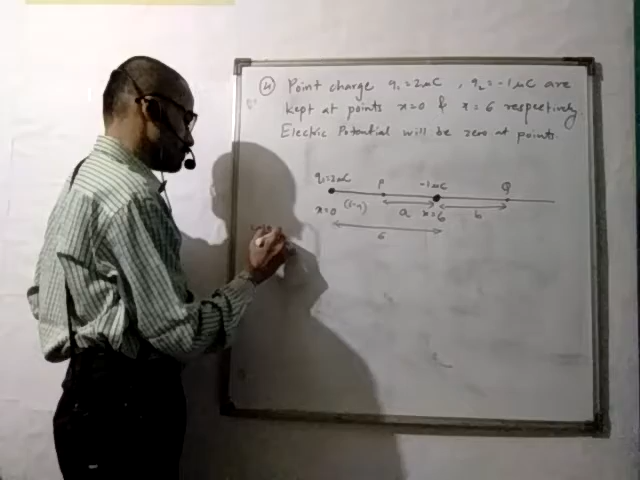 ④ Point charge q₁=2μC , q₂=-1μC are
kept at points x=0 & x=6 respectively
Electric Potential will be zero at points.
q₁=2μC P -1μC Q
x=0 (6-a) a x=6 b
6